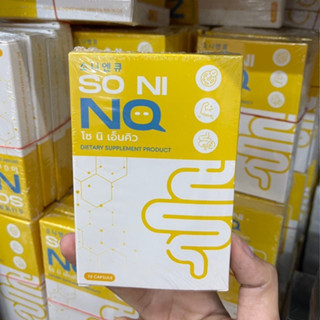 소니엔큐
SO NI
NQ
โซ นิ เอ็นคิว
DIETARY SUPPLEMENT PRODUCT